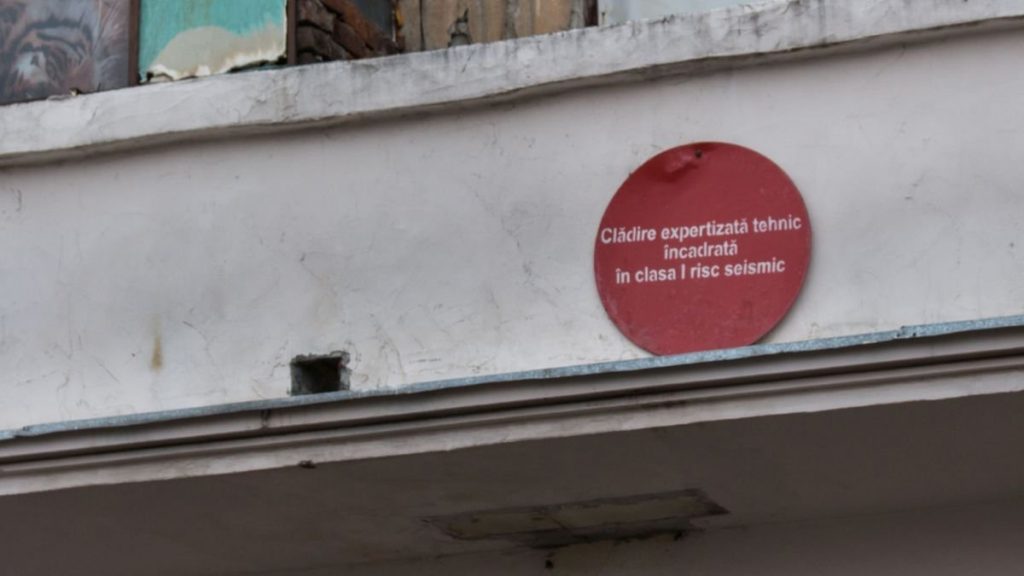 Clădire expertizată tehnic
încadrată
în clasa I risc seismic